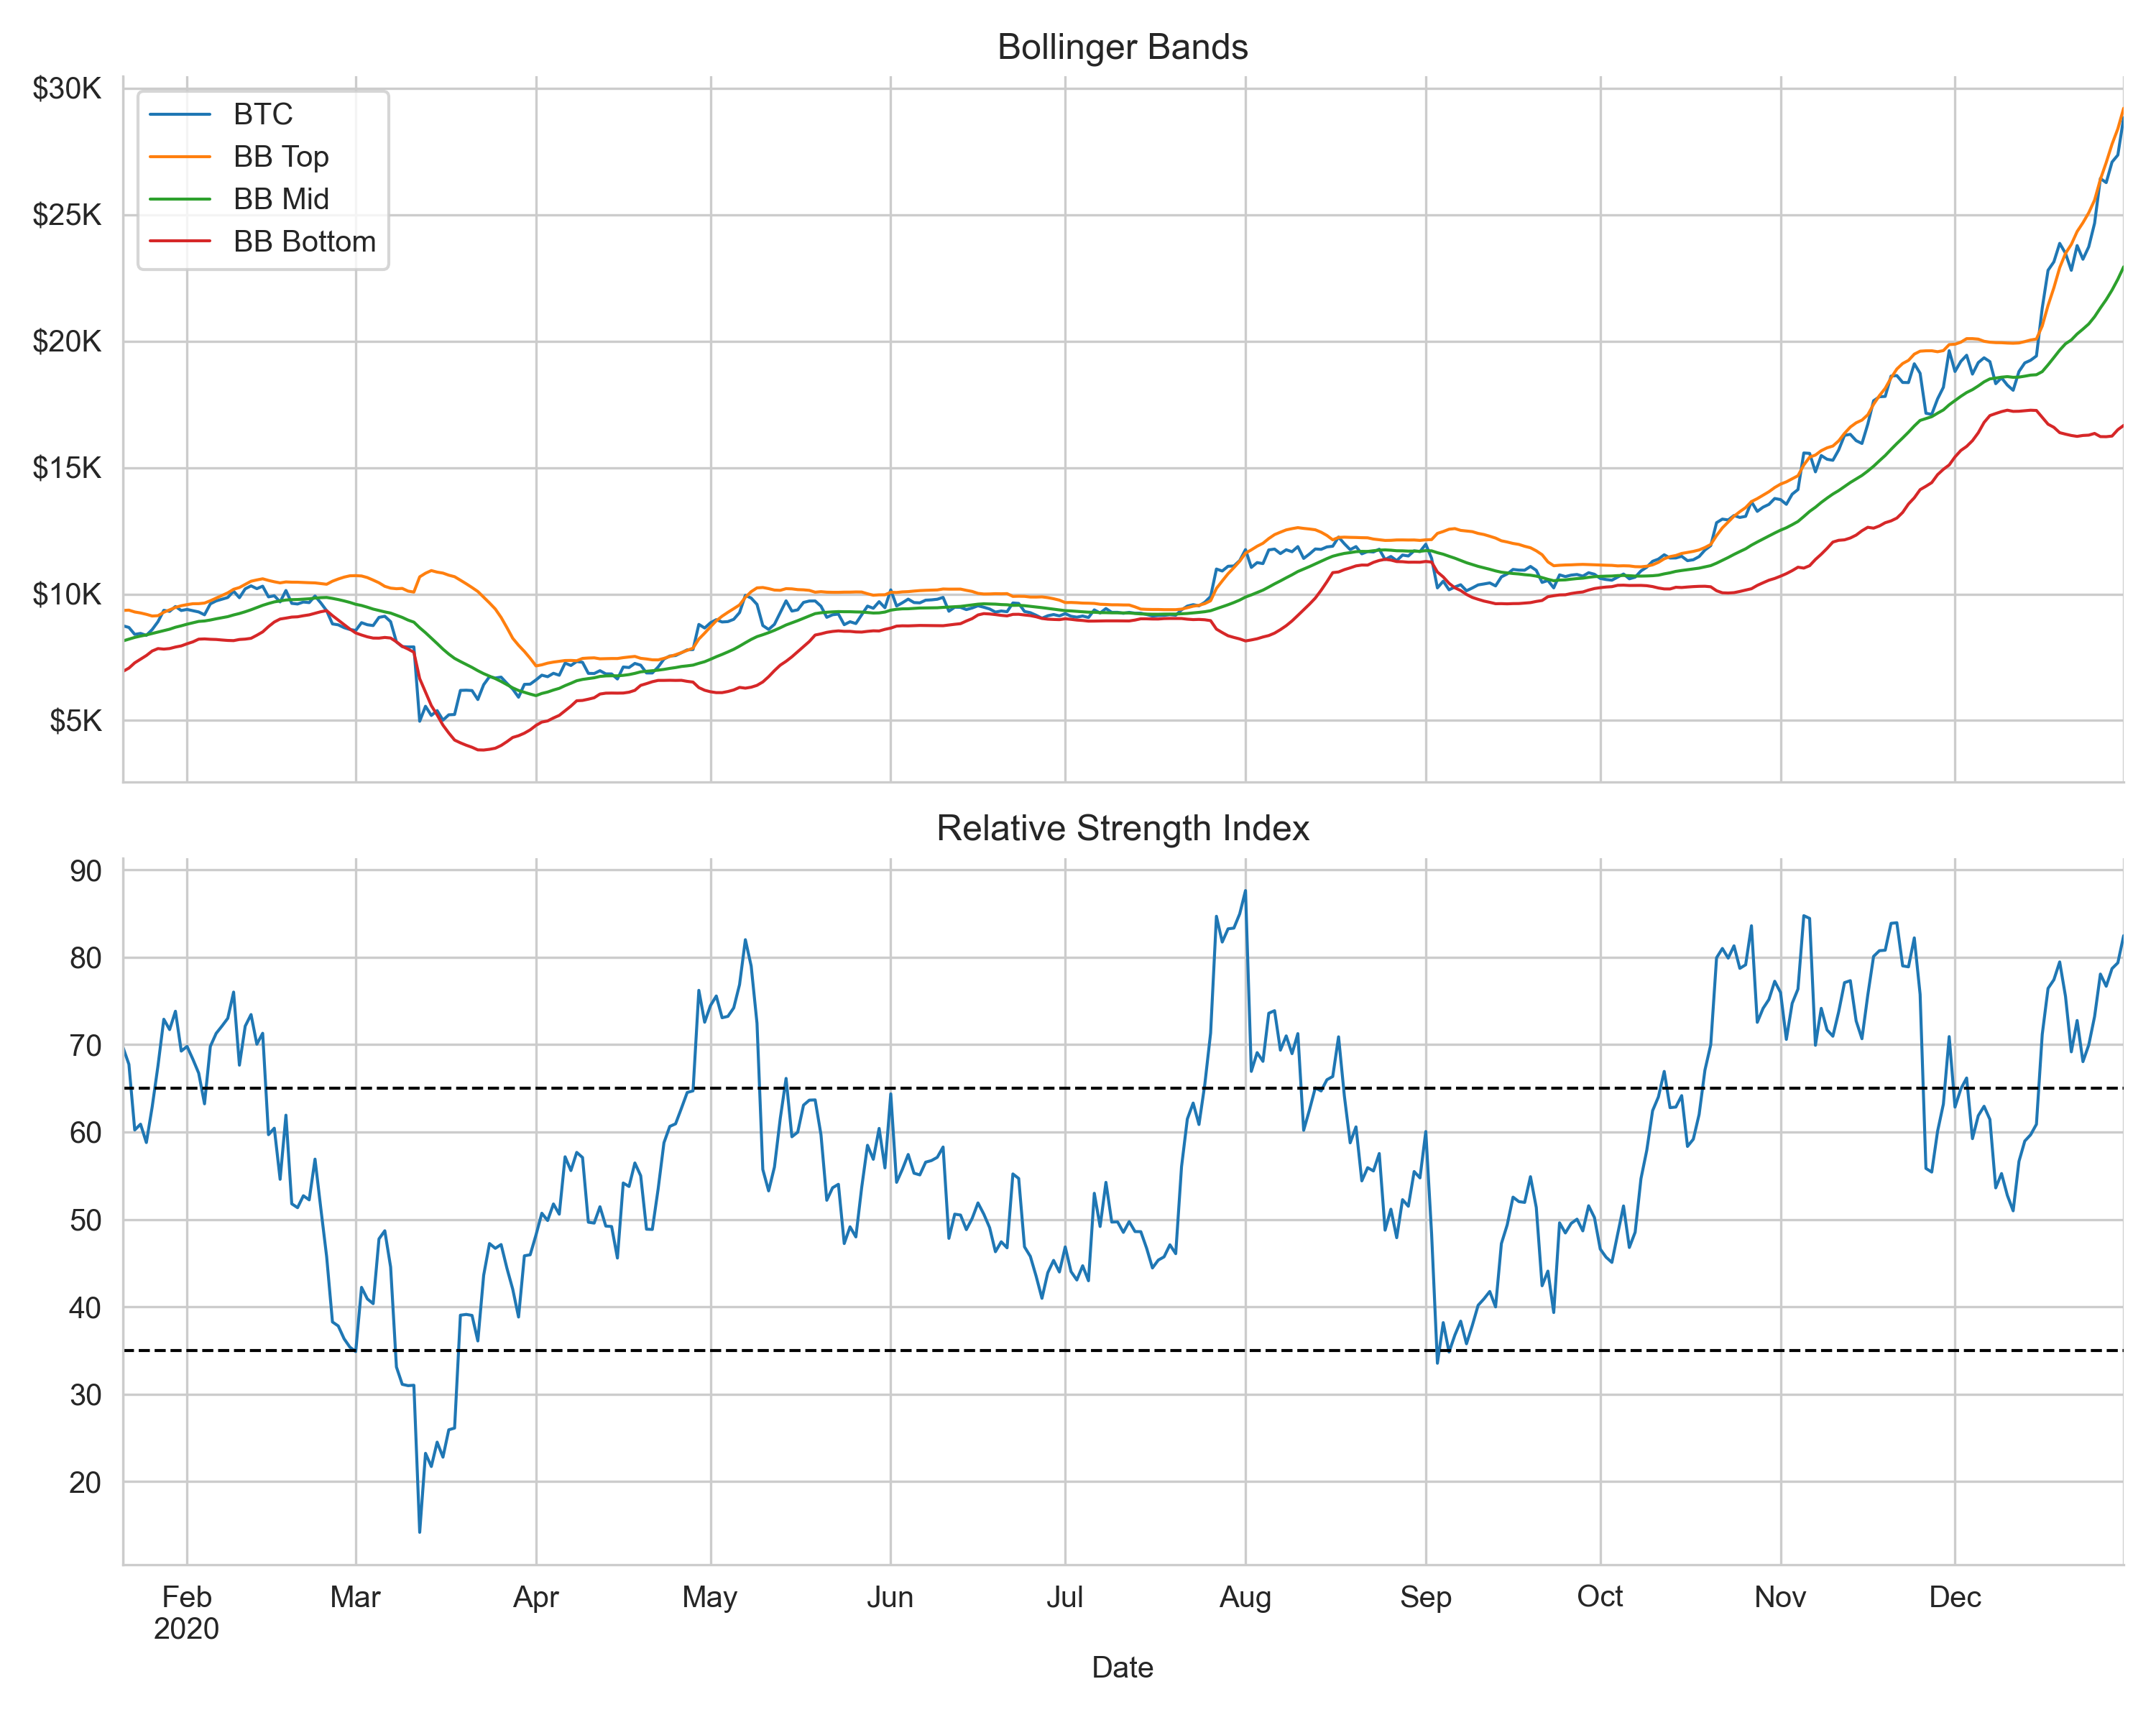 Bollinger Bands
$30K
$25K
$20K
$15K
$10K
$5K
BTC
BB Top
BB Mid
BB Bottom
Relative Strength Index
90
80
70
60
50
40
30
20
Feb Mar Apr May Jun Jul Aug Sep Oct Nov Dec
2020
Date